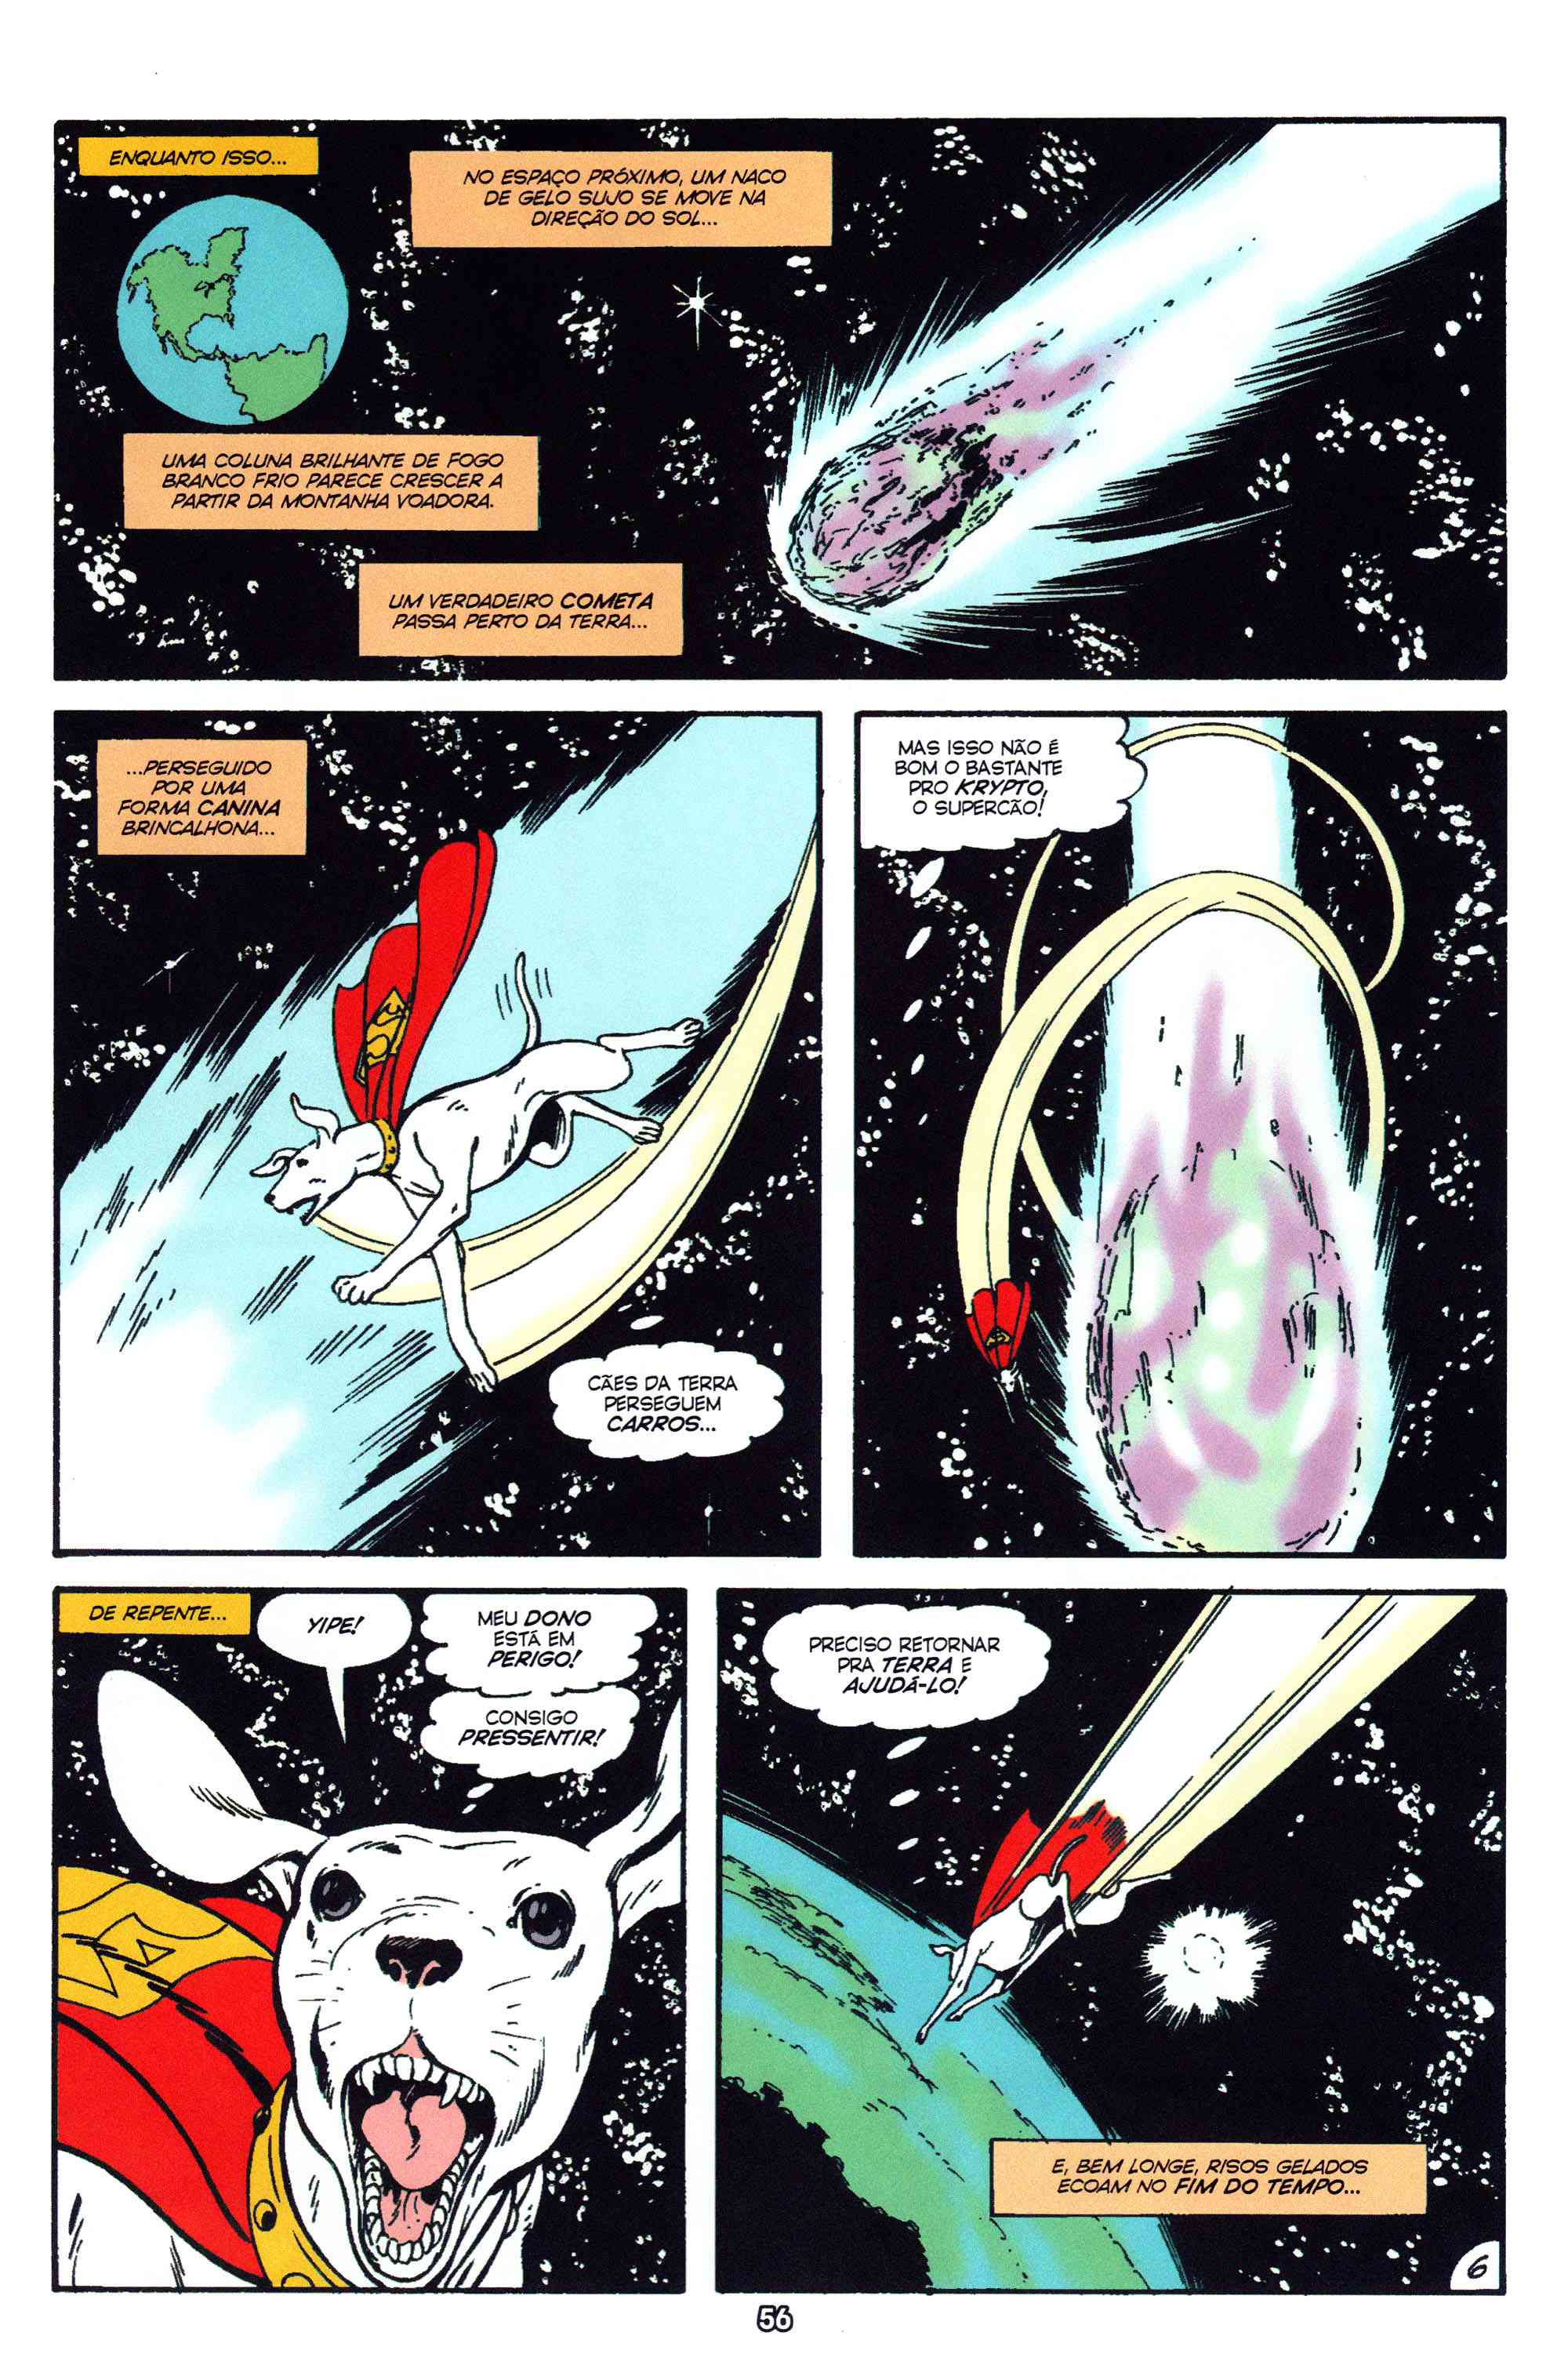 ENQUANTO ISSO...
NO ESPAÇO PRÓXIMO, UM NACO
DE GELO SUJO SE MOVE NA
DIREÇÃO DO SOL...
UMA COLUNA BRILHANTE DE FOGO
BRANCO FRIO PARECE CRESCER A
PARTIR DA MONTANHA VOADORA.
UM VERDADEIRO COMETA
PASSA PERTO DA TERRA...
...PERSEGUIDO
POR UMA
FORMA CANINA
BRINCALHONA...
CÃES DA TERRA
PERSEGUEM
CARROS...
MAS ISSO NÃO É
BOM O BASTANTE
PRO KRYPTO,
O SUPERCÃO!
DE REPENTE...
YIPE!
MEU DONO
ESTÁ EM
PERIGO!
CONSIGO
PRESSENTIR!
PRECISO RETORNAR
PRA TERRA E
AJUDÁ-LO!
E, BEM LONGE, RISOS GELADOS
ECOAM NO FIM DO TEMPO...
6
56